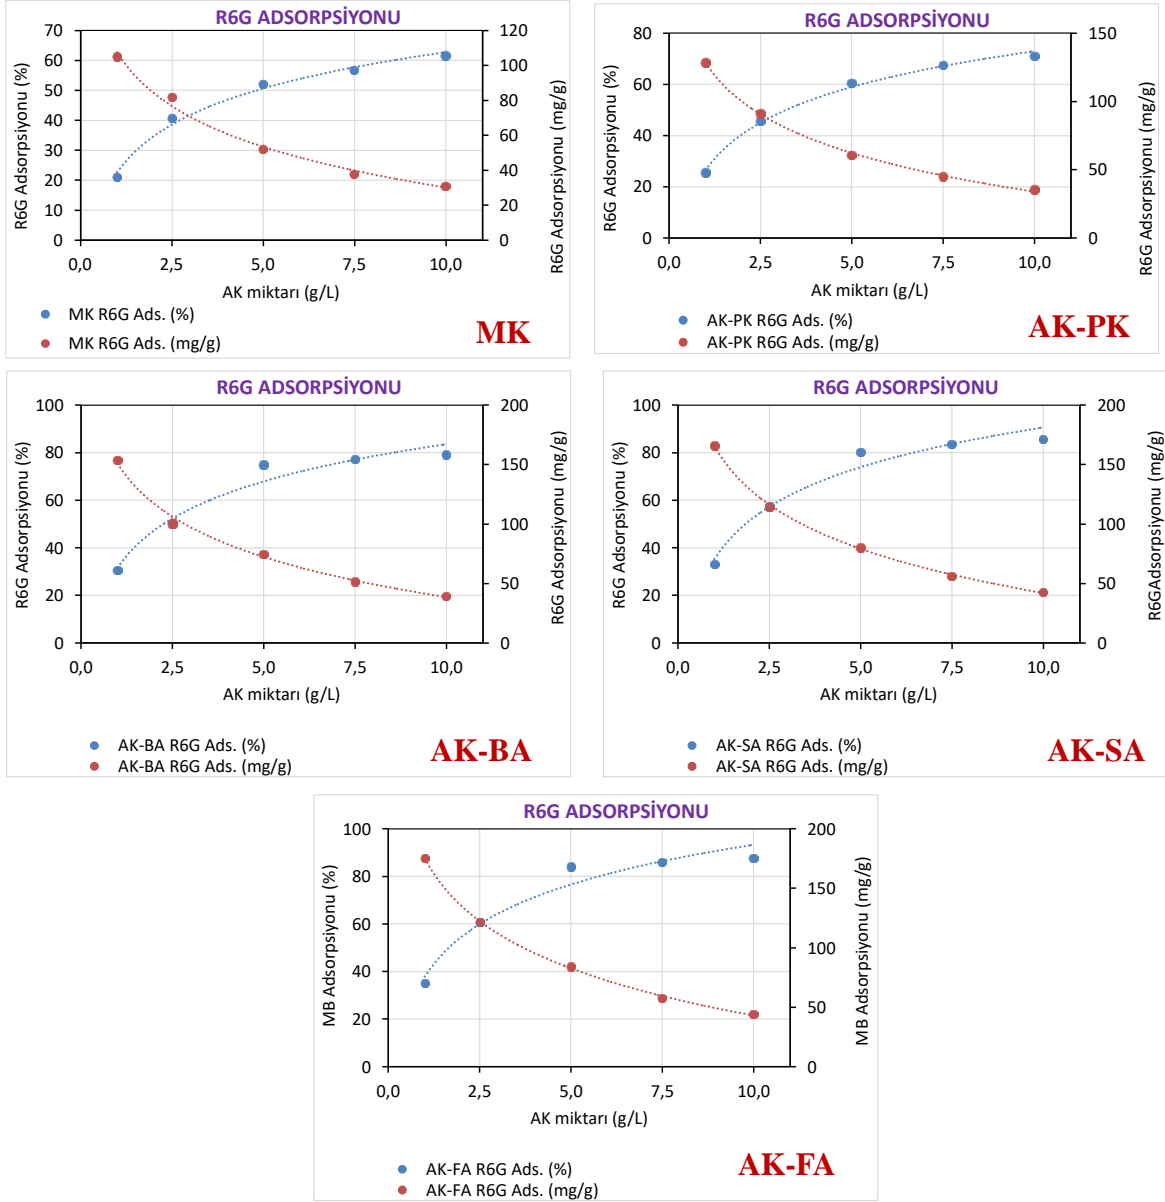 R6G ADSORPSİYONU
70
60
50
40
30
20
10
0
120
100
80
60
40
20
0
0,0 2,5 5,0 7,5 10,0
R6G Adsorpsiyonu (%)
R6G Adsorpsiyonu (mg/g)
AK miktarı (g/L)
MK R6G Ads. (%)
MK R6G Ads. (mg/g)
MK
R6G ADSORPSİYONU
80
60
40
20
0
150
100
50
0
0,0 2,5 5,0 7,5 10,0
R6G Adsorpsiyonu (%)
R6G Adsorpsiyonu (mg/g)
AK miktarı (g/L)
AK-PK R6G Ads. (%)
AK-PK R6G Ads. (mg/g)
AK-PK
R6G ADSORPSİYONU
100
80
60
40
20
0
200
150
100
50
0
0,0 2,5 5,0 7,5 10,0
R6G Adsorpsiyonu (%)
R6G Adsorpsiyonu (mg/g)
AK miktarı (g/L)
AK-BA R6G Ads. (%)
AK-BA R6G Ads. (mg/g)
AK-BA
R6G ADSORPSİYONU
100
80
60
40
20
0
200
150
100
50
0
0,0 2,5 5,0 7,5 10,0
R6G Adsorpsiyonu (%)
R6GAdsorpsiyonu (mg/g)
AK miktarı (g/L)
AK-SA R6G Ads. (%)
AK-SA R6G Ads. (mg/g)
AK-SA
R6G ADSORPSİYONU
100
80
60
40
20
0
200
150
100
50
0
0,0 2,5 5,0 7,5 10,0
MB Adsorpsiyonu (%)
MB Adsorpsiyonu (mg/g)
AK miktarı (g/L)
AK-FA R6G Ads. (%)
AK-FA R6G Ads. (mg/g)
AK-FA